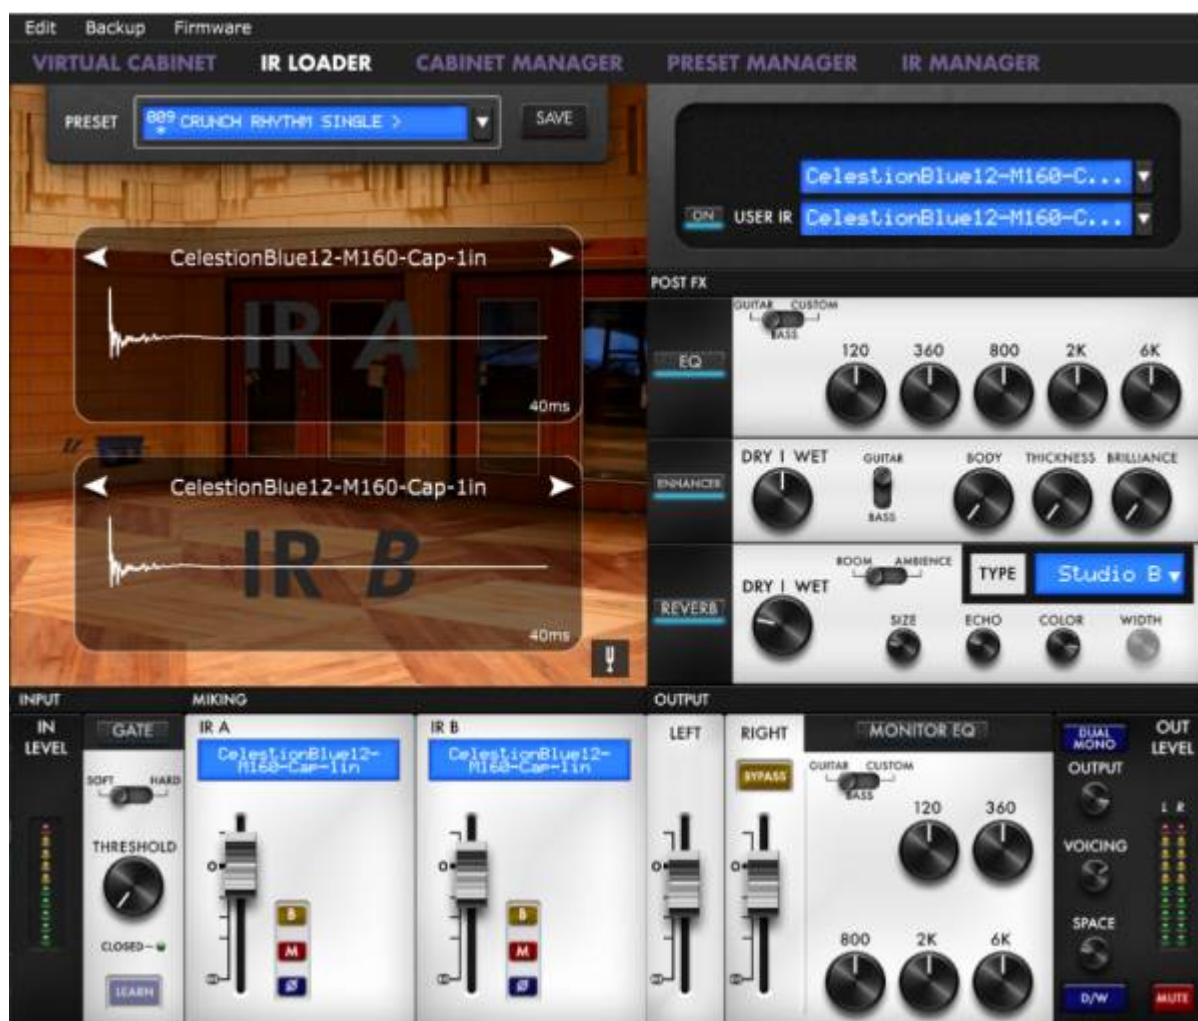 Edit Backup Firmware
VIRTUAL CABINET IR LOADER CABINET MANAGER PRESET MANAGER IR MANAGER
PRESET 009 * CRUNCH RHYTHM SINGLE > SAVE
CelestionBlue12-M160-C...
ON USER IR CelestionBlue12-M160-C...
CelestionBlue12-M160-Cap-1in
IR A
40ms
CelestionBlue12-M160-Cap-1in
IR B
40ms
POST FX
GUITAR CUSTOM
BASS
EQ 120 360 800 2K 6K
DRY | WET GUITAR BODY THICKNESS BRILLIANCE
ENHANCER
BASS
ROOM AMBIENCE TYPE Studio B
DRY | WET
REVERB SIZE ECHO COLOR WIDTH
INPUT MIKING OUTPUT
IN LEVEL
GATE
SOFT HARD
THRESHOLD
CLOSED
LEARN
IR A
CelestionBlue12-
M160-Cap-1in
0
B
M
Ø
∞
IR B
CelestionBlue12-
M160-Cap-1in
0
B
M
Ø
∞
LEFT RIGHT
BYPASS
0 0
∞ ∞
MONITOR EQ
GUITAR CUSTOM
BASS
120 360
800 2K 6K
DUAL MONO
OUTPUT
VOICING
SPACE
D/W
OUT LEVEL
L R
MUTE